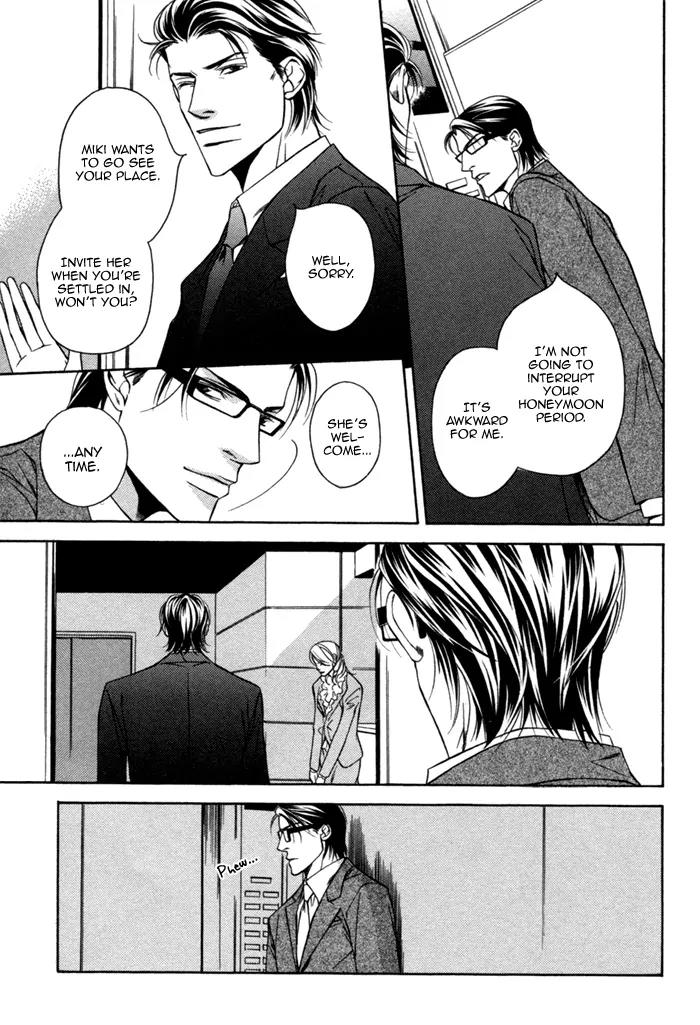 I'M NOT
GOING TO
INTERRUPT
YOUR
HONEYMOON
PERIOD.
IT'S
AWKWARD
FOR ME.
WELL,
SORRY.
MIKI WANTS
TO GO SEE
YOUR PLACE.
INVITE HER
WHEN YOU'RE
SETTLED IN,
WON'T YOU?
SHE'S
WEL-
COME...
...ANY
TIME.
Phew...